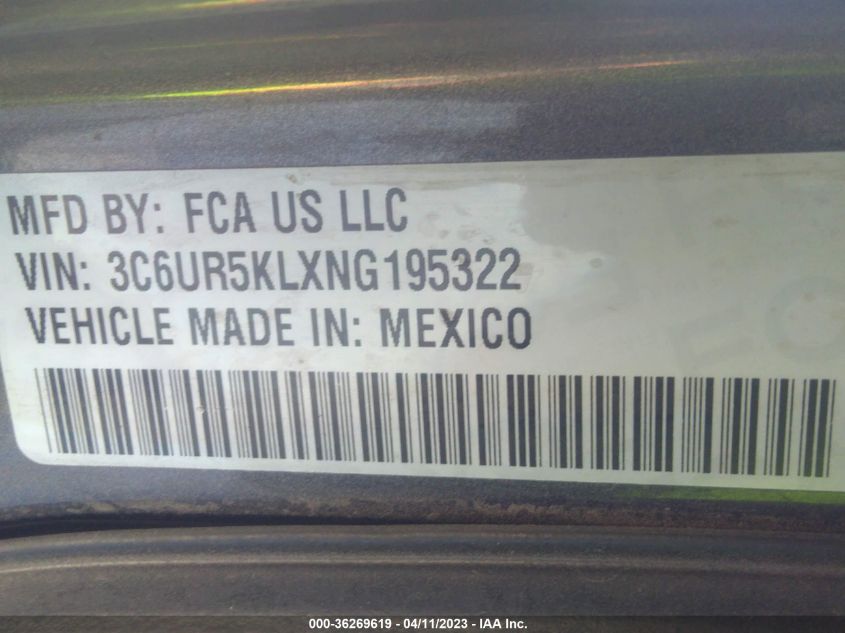 MFD BY: FCA US LLC
VIN: 3C6UR5KLXNG195322
VEHICLE MADE IN: MEXICO
000-36269619 - 04/11/2023 - IAA Inc.